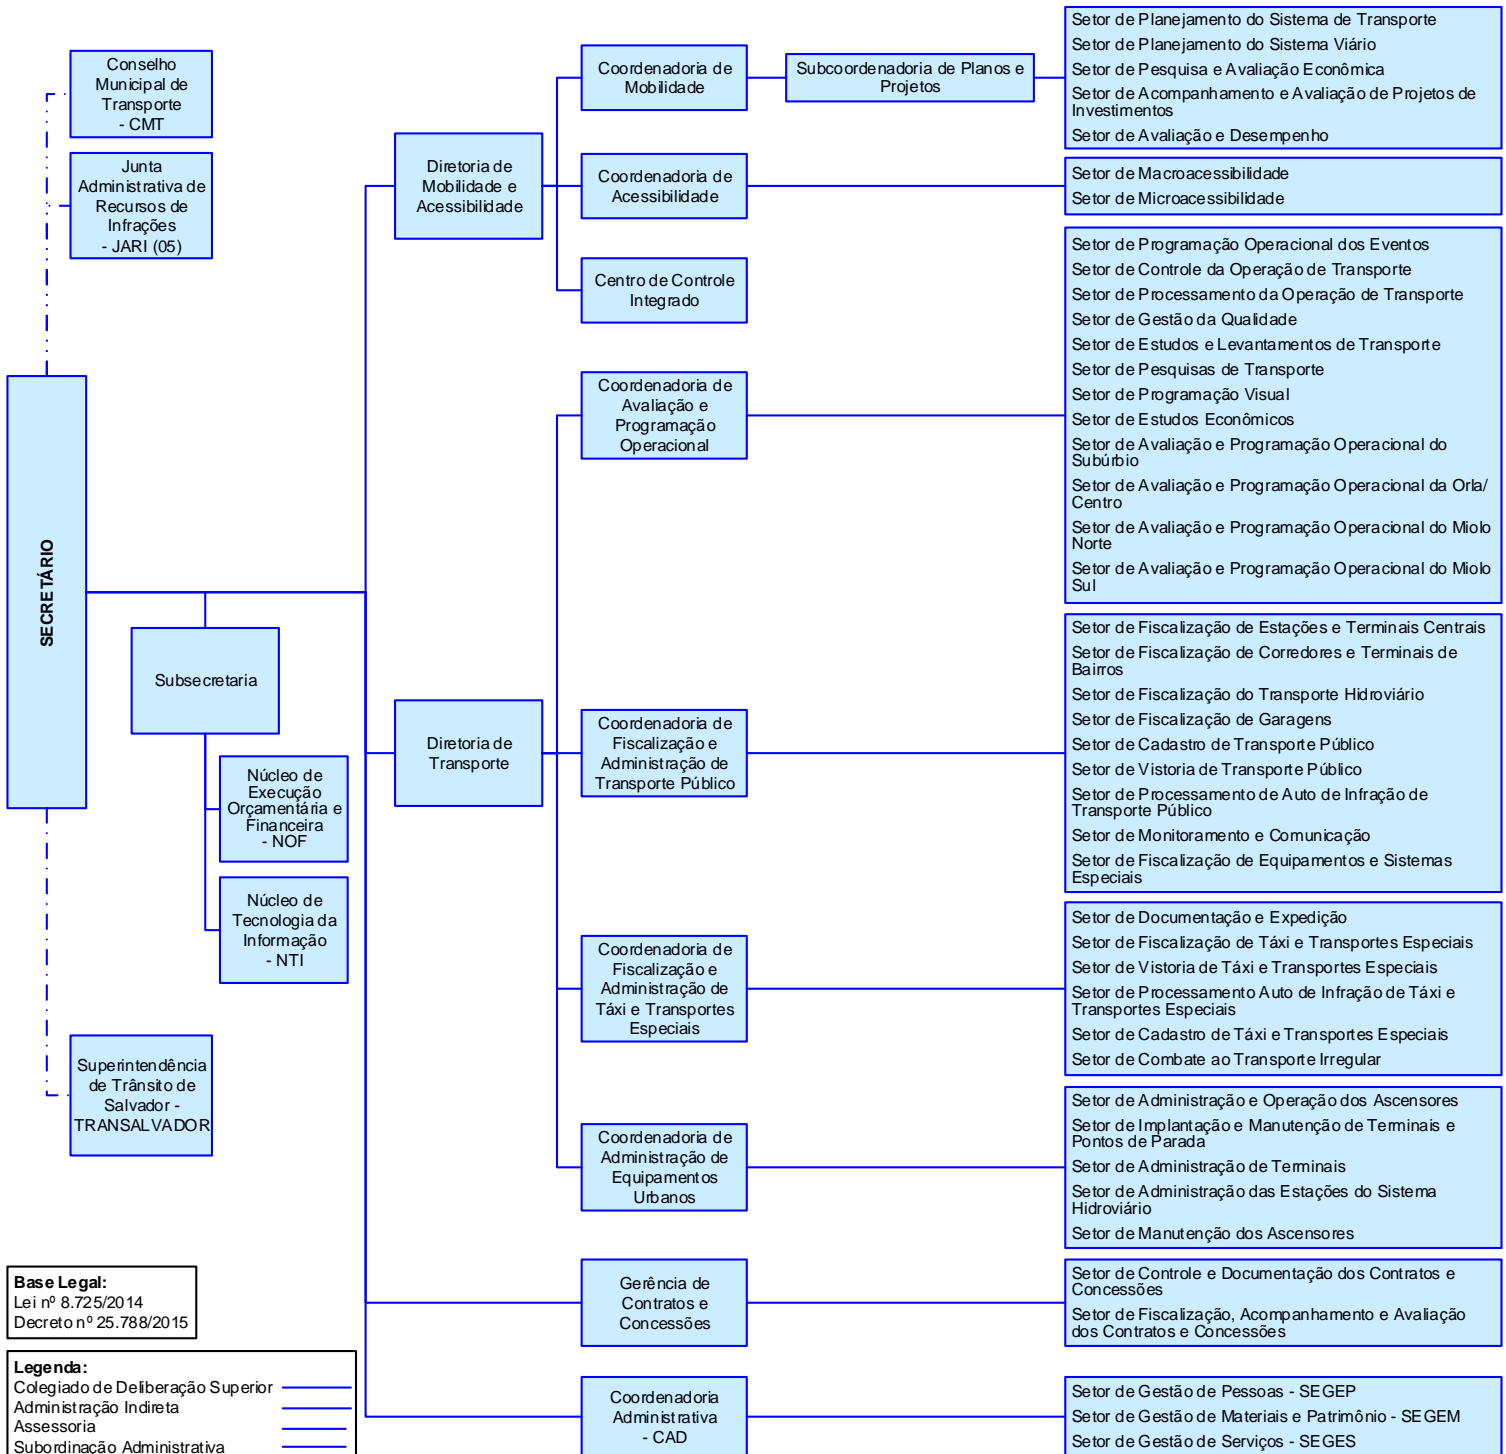 Conselho
Municipal de
Transporte
- CMT
Junta
Administrativa de
Recursos de
Infrações
- JARI (05)
SECRETÁRIO
Subsecretaria
Núcleo de
Execução
Orçamentária e
Financeira
- NOF
Núcleo de
Tecnologia da
Informação
- NTI
Superintendência
de Trânsito de
Salvador -
TRANSALVADOR
Diretoria de
Mobilidade e
Acessibilidade
Coordenadoria de
Mobilidade
Subcoordenadoria de Planos e
Projetos
Setor de Planejamento do Sistema de Transporte
Setor de Planejamento do Sistema Viário
Setor de Pesquisa e Avaliação Econômica
Setor de Acompanhamento e Avaliação de Projetos de
Investimentos
Setor de Avaliação e Desempenho
Coordenadoria de
Acessibilidade
Setor de Macroacessibilidade
Setor de Microacessibilidade
Centro de Controle
Integrado
Diretoria de
Transporte
Coordenadoria de
Avaliação e
Programação
Operacional
Setor de Programação Operacional dos Eventos
Setor de Controle da Operação de Transporte
Setor de Processamento da Operação de Transporte
Setor de Gestão da Qualidade
Setor de Estudos e Levantamentos de Transporte
Setor de Pesquisas de Transporte
Setor de Programação Visual
Setor de Estudos Econômicos
Setor de Avaliação e Programação Operacional do
Subúrbio
Setor de Avaliação e Programação Operacional da Orla/
Centro
Setor de Avaliação e Programação Operacional do Miolo
Norte
Setor de Avaliação e Programação Operacional do Miolo
Sul
Coordenadoria de
Fiscalização e
Administração de
Transporte Público
Setor de Fiscalização de Estações e Terminais Centrais
Setor de Fiscalização de Corredores e Terminais de
Bairros
Setor de Fiscalização do Transporte Hidroviário
Setor de Fiscalização de Garagens
Setor de Cadastro de Transporte Público
Setor de Vistoria de Transporte Público
Setor de Processamento de Auto de Infração de
Transporte Público
Setor de Monitoramento e Comunicação
Setor de Fiscalização de Equipamentos e Sistemas
Especiais
Coordenadoria de
Fiscalização e
Administração de
Táxi e Transportes
Especiais
Setor de Documentação e Expedição
Setor de Fiscalização de Táxi e Transportes Especiais
Setor de Vistoria de Táxi e Transportes Especiais
Setor de Processamento Auto de Infração de Táxi e
Transportes Especiais
Setor de Cadastro de Táxi e Transportes Especiais
Setor de Combate ao Transporte Irregular
Coordenadoria de
Administração de
Equipamentos
Urbanos
Setor de Administração e Operação dos Ascensores
Setor de Implantação e Manutenção de Terminais e
Pontos de Parada
Setor de Administração de Terminais
Setor de Administração das Estações do Sistema
Hidroviário
Setor de Manutenção dos Ascensores
Gerência de
Contratos e
Concessões
Setor de Controle e Documentação dos Contratos e
Concessões
Setor de Fiscalização, Acompanhamento e Avaliação
dos Contratos e Concessões
Coordenadoria
Administrativa
- CAD
Setor de Gestão de Pessoas - SEGEP
Setor de Gestão de Materiais e Patrimônio - SEGEM
Setor de Gestão de Serviços - SEGES
Base Legal:
Lei nº 8.725/2014
Decreto nº 25.788/2015
Legenda:
Colegiado de Deliberação Superior
Administração Indireta
Assessoria
Subordinação Administrativa